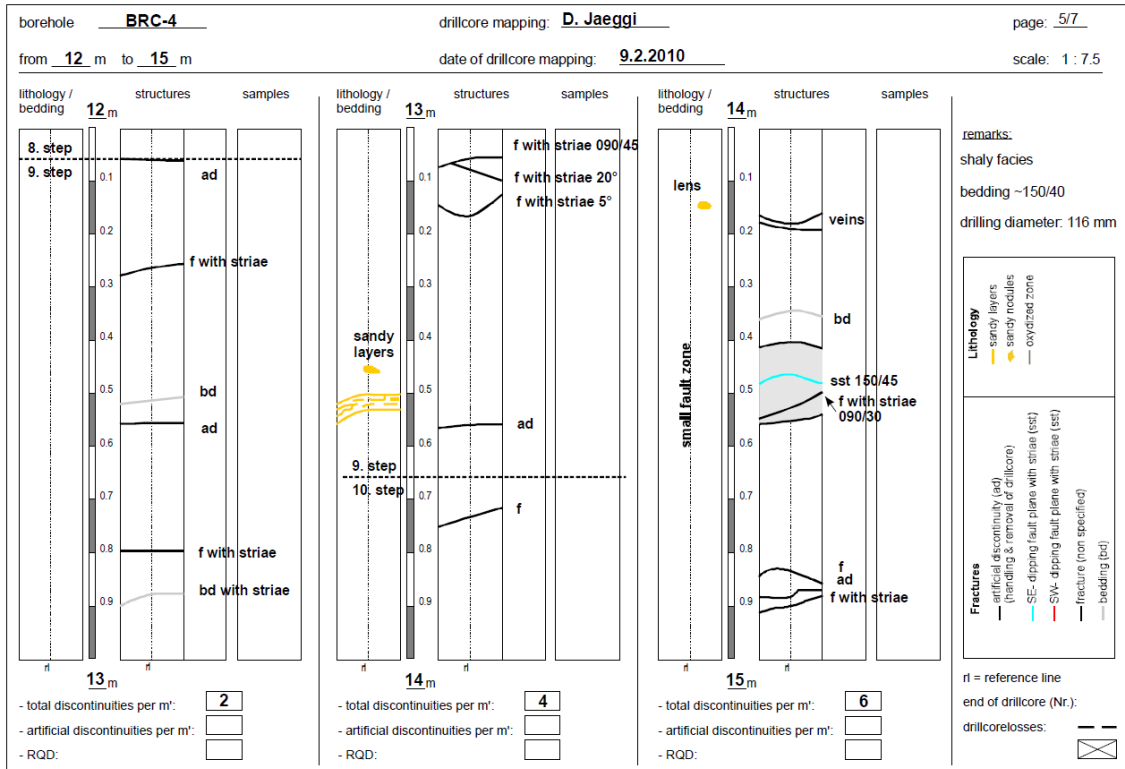 borehole BRC-4 drillcore mapping: D. Jaeggi page: 5/7
from 12 m to 15 m date of drillcore mapping: 9.2.2010 scale: 1 : 7.5
lithology / bedding 12 m structures samples
8. step
9. step
0.1
ad
0.2
f with striae
0.3
0.4
bd
0.5
ad
0.6
0.7
0.8
f with striae
bd with striae
0.9
rl rl
13 m
- total discontinuities per m': 2
- artificial discontinuities per m':
- RQD:
lithology / bedding 13 m structures samples
f with striae 090/45
0.1
f with striae 20°
f with striae 5°
0.2
0.3
sandy layers
0.4
0.5
ad
0.6
9. step
10. step
0.7
f
0.8
0.9
rl rl
14 m
- total discontinuities per m': 4
- artificial discontinuities per m':
- RQD:
lithology / bedding 14 m structures samples
lens
0.1
veins
0.2
0.3
bd
0.4
small fault zone
sst 150/45
0.5
f with striae
090/30
0.6
0.7
0.8
f
ad
f with striae
0.9
rl rl
15 m
- total discontinuities per m': 6
- artificial discontinuities per m':
- RQD:
remarks:
shaly facies
bedding ~150/40
drilling diameter: 116 mm
Lithology
sandy layers
sandy nodules
oxydized zone
Fractures
artificial discontinuity (ad)
(handling & removal of drillcore)
SE- dipping fault plane with striae (sst)
SW- dipping fault plane with striae (sst)
fracture (non specified)
bedding (bd)
rl = reference line
end of drillcore (Nr.):
drillcorelosses: